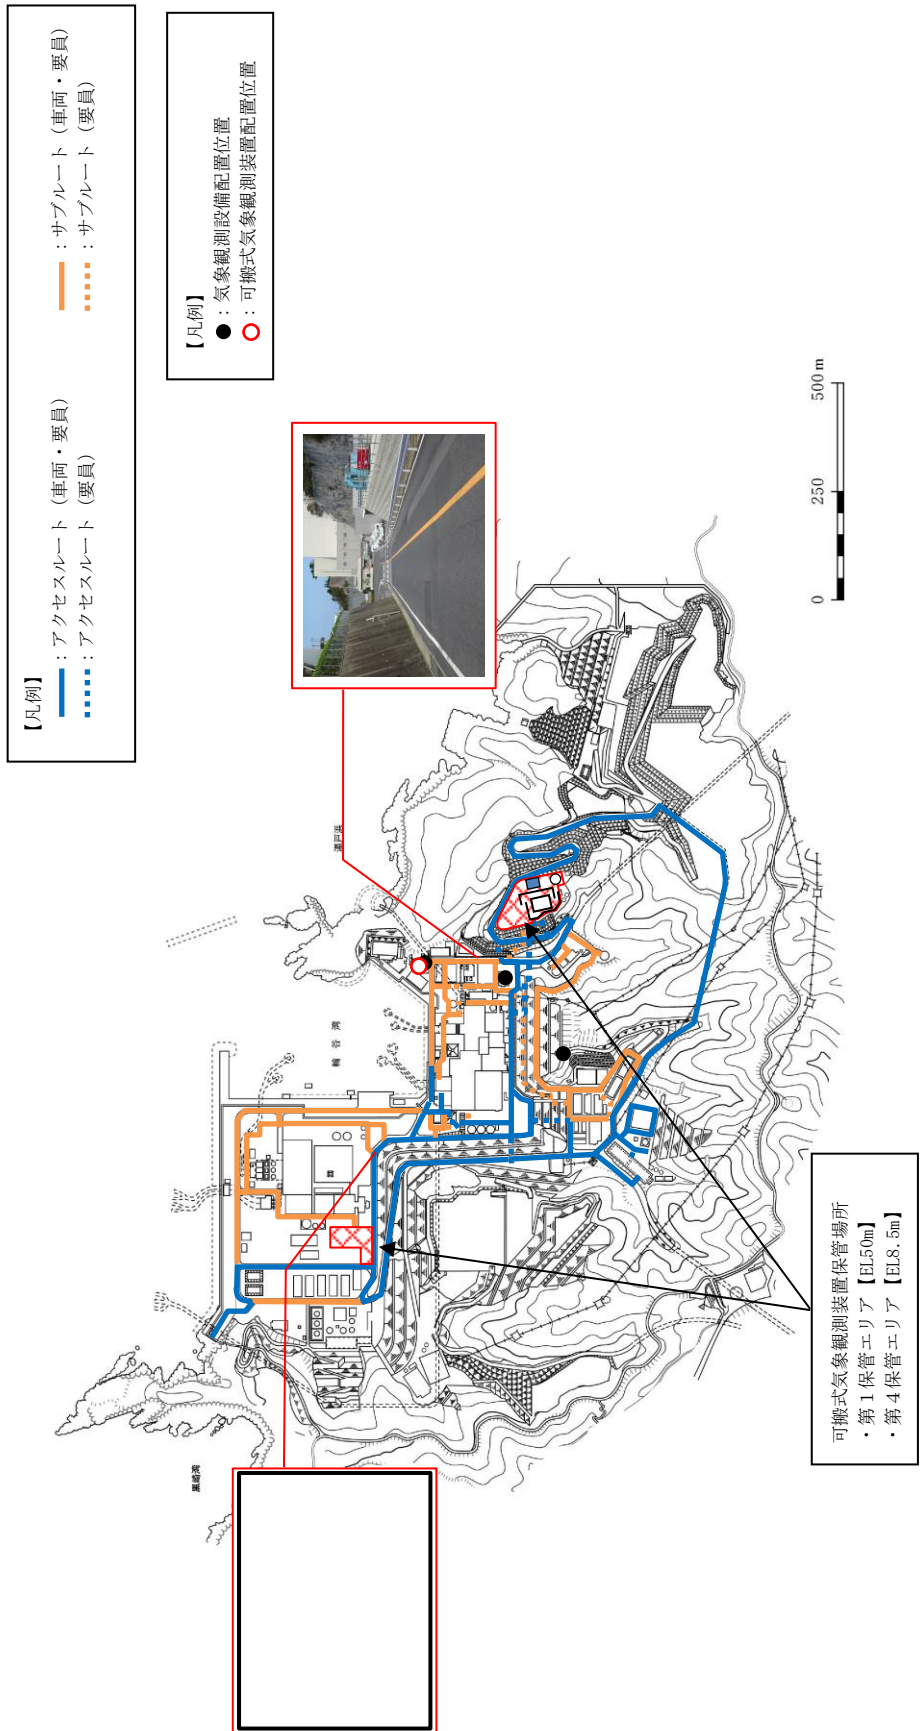 【凡例】
：アクセスルート（車両・要員）
：アクセスルート（要員）
：サブルート（車両・要員）
：サブルート（要員）
【凡例】
：気象観測設備配置位置
：可搬式気象観測装置配置位置
輪谷湾
0 250 500m
可搬式気象観測装置保管場所
・第１保管エリア【EL50m】
・第４保管エリア【EL8.5m】